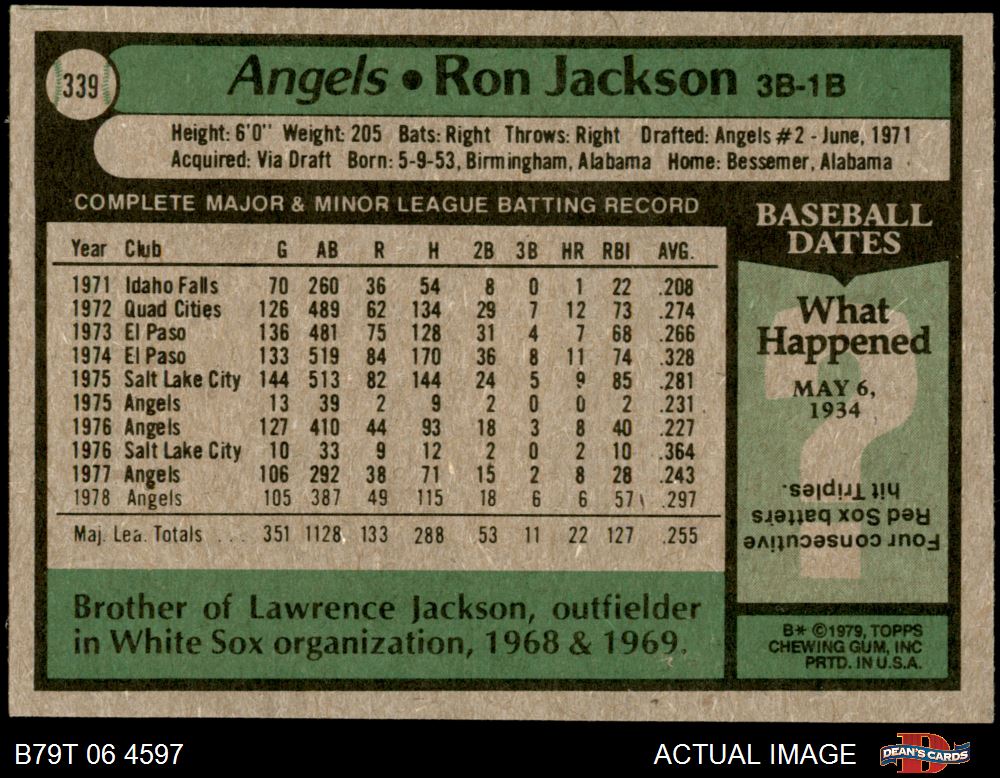 339
Angels • Ron Jackson 3B-1B
Height: 6'0" Weight: 205 Bats: Right Throws: Right Drafted: Angels #2 - June, 1971
Acquired: Via Draft Born: 5-9-53, Birmingham, Alabama Home: Bessemer, Alabama
COMPLETE MAJOR & MINOR LEAGUE BATTING RECORD
Year Club G AB R H 2B 3B HR RBI AVG.
1971 Idaho Falls 70 260 36 54 8 0 1 22 .208
1972 Quad Cities 126 489 62 134 29 7 12 73 .274
1973 El Paso 136 481 75 128 31 4 7 68 .266
1974 El Paso 133 519 84 170 36 8 11 74 .328
1975 Salt Lake City 144 513 82 144 24 5 9 85 .281
1975 Angels 13 39 2 9 2 0 0 2 .231
1976 Angels 127 410 44 93 18 3 8 40 .227
1976 Salt Lake City 10 33 9 12 2 0 2 10 .364
1977 Angels 106 292 38 71 15 2 8 28 .243
1978 Angels 105 387 49 115 18 6 6 57 .297
Maj. Lea. Totals . . . 351 1128 133 288 53 11 22 127 .255
Brother of Lawrence Jackson, outfielder
in White Sox organization, 1968 & 1969.
BASEBALL
DATES
What
Happened
MAY 6,
1934
?
Four consecutive
Red Sox batters
hit Triples.
B* ©1979, TOPPS
CHEWING GUM, INC
PRTD. IN U.S.A.
B79T 06 4597
ACTUAL IMAGE
DEAN'S CARDS